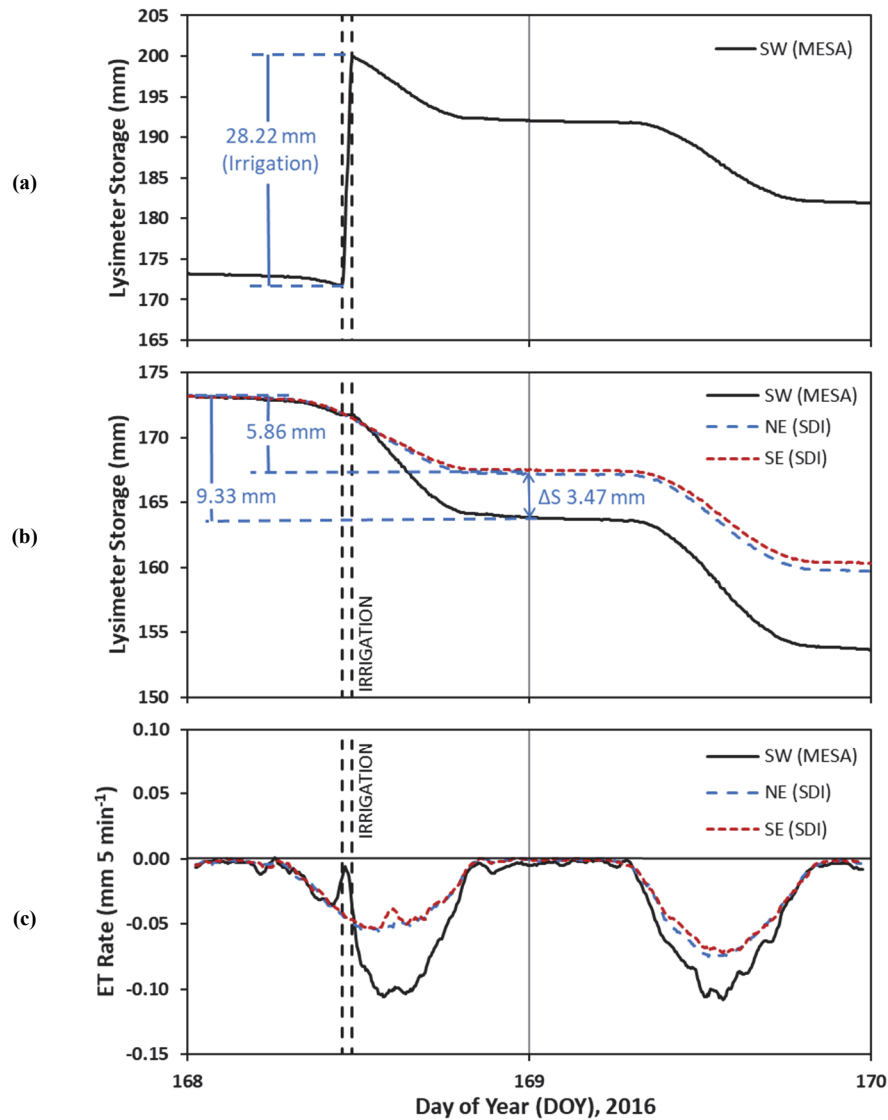 (a)
Lysimeter Storage (mm)
200
195
190
185
180
175
170
165
28.22 mm
(Irrigation)
SW (MESA)
(b)
Lysimeter Storage (mm)
175
170
165
160
155
150
5.86 mm
9.33 mm
ΔS 3.47 mm
IRRIGATION
SW (MESA)
NE (SDI)
SE (SDI)
(c)
ET Rate (mm 5 min-1)
0.10
0.05
0.00
-0.05
-0.10
-0.15
IRRIGATION
SW (MESA)
NE (SDI)
SE (SDI)
168
169
170
Day of Year (DOY), 2016